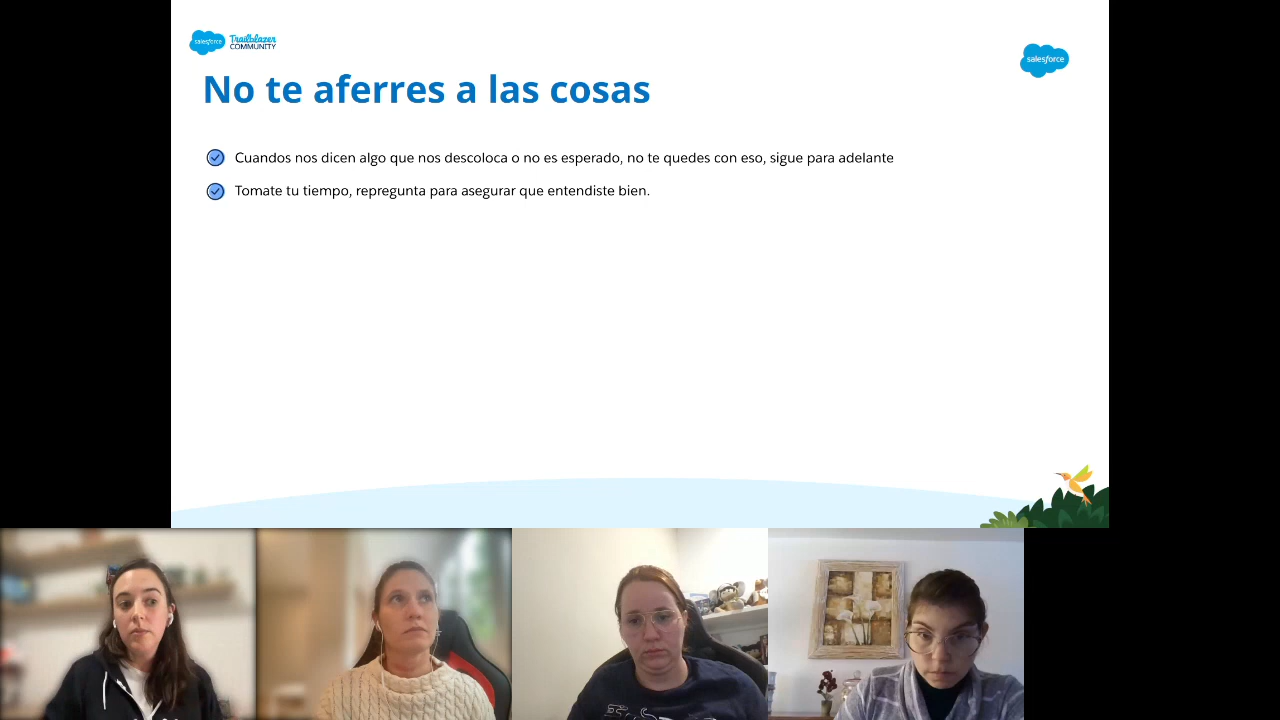 salesforce
Trailblazer
COMMUNITY
salesforce
No te aferres a las cosas
Cuandos nos dicen algo que nos descoloca o no es esperado, no te quedes con eso, sigue para adelante
Tomate tu tiempo, repregunta para asegurar que entendiste bien.